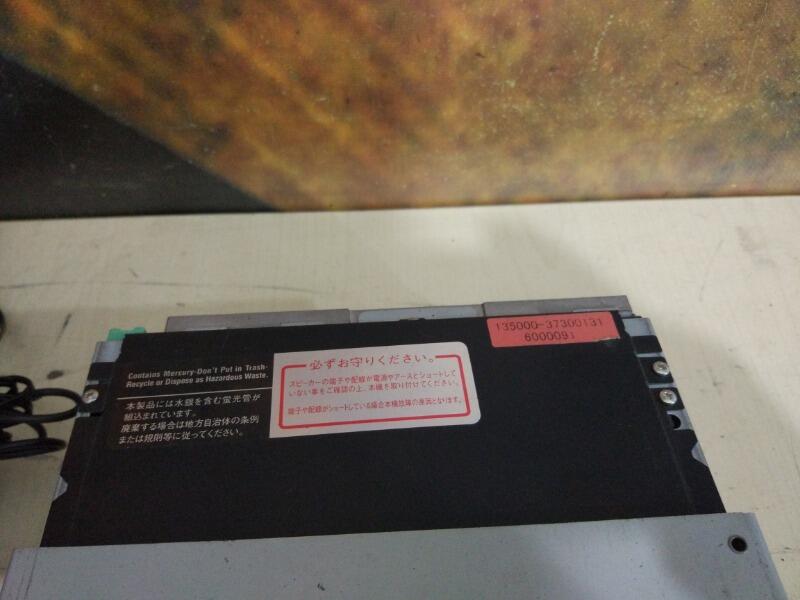 135000-37300131
6000091
Contains Mercury-Don't Put in Trash-
Recycle or Dispose as Hazardous Waste.
本製品には水銀を含む蛍光管が
組込まれています。
廃棄する場合は地方自治体の条例
または規則等に従ってください。
必ずお守りください。
スピーカーの端子や配線が電源やアースとショートして
いない事をご確認の上、本機を取り付けてください。
端子や配線がショートしている場合本機故障の原因となります。